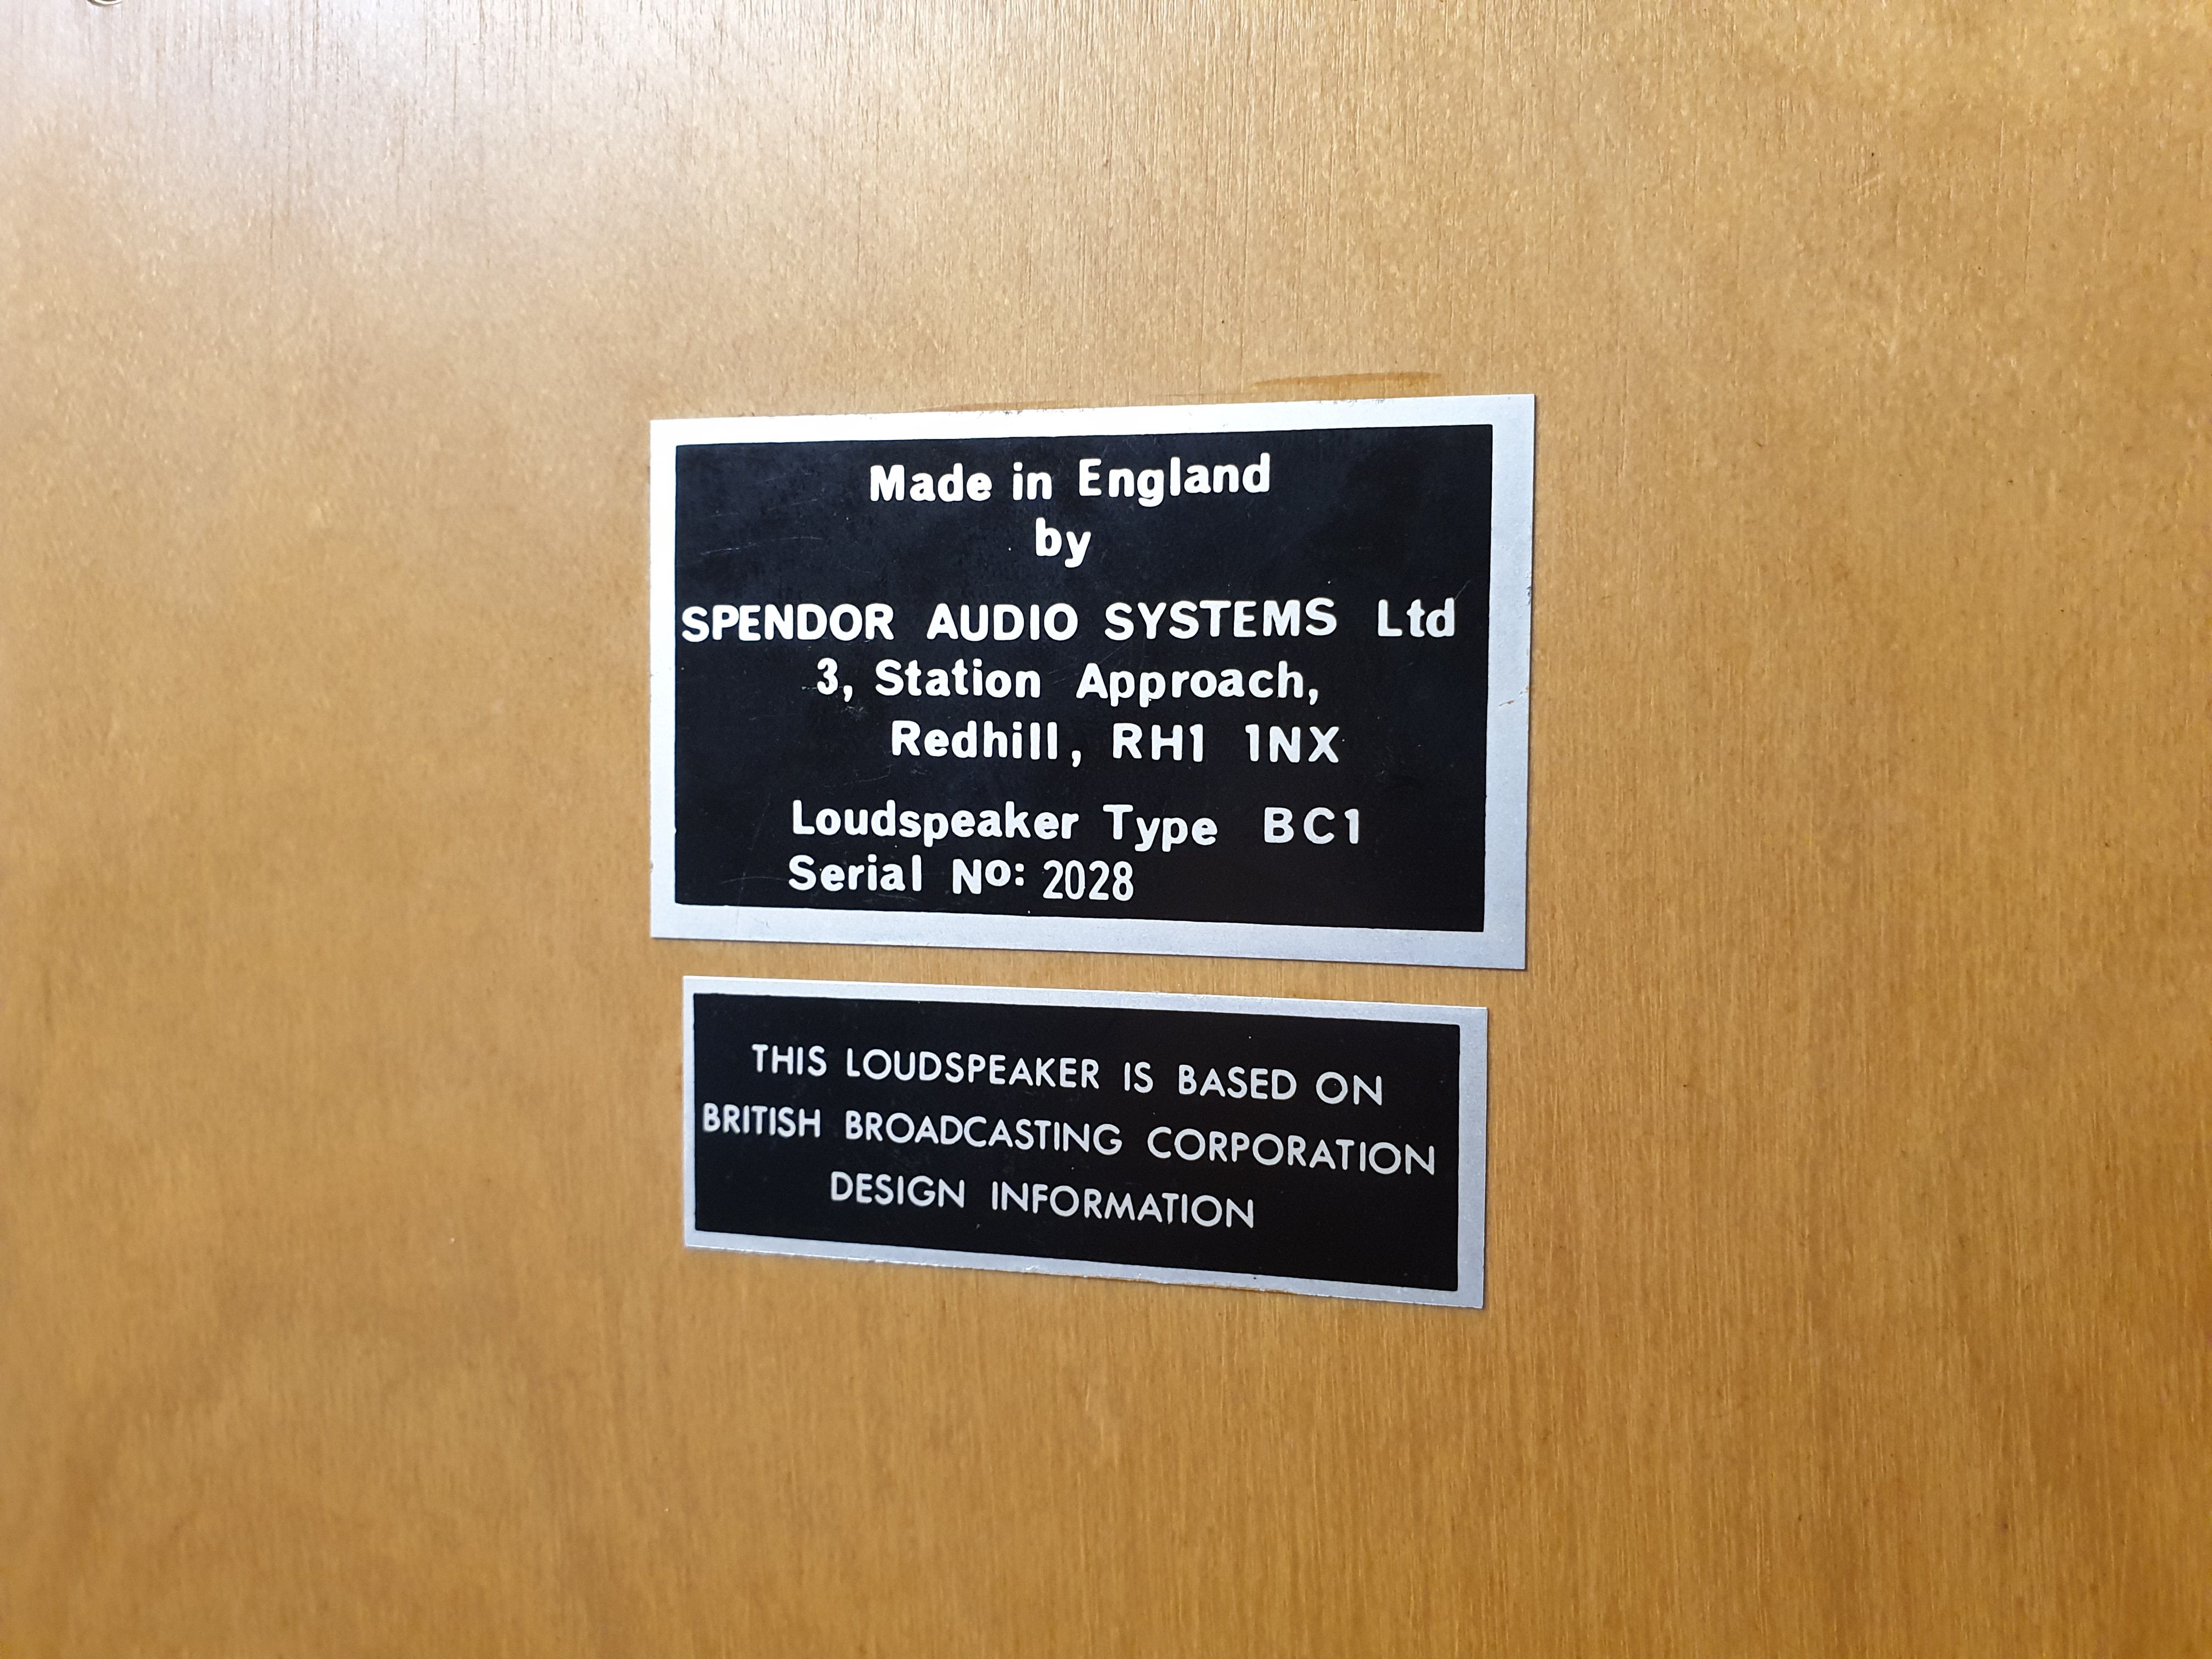 Made in England
by
SPENDOR AUDIO SYSTEMS Ltd
3, Station Approach,
Redhill, RH1 1NX
Loudspeaker Type BC1
Serial No: 2028
THIS LOUDSPEAKER IS BASED ON
BRITISH BROADCASTING CORPORATION
DESIGN INFORMATION